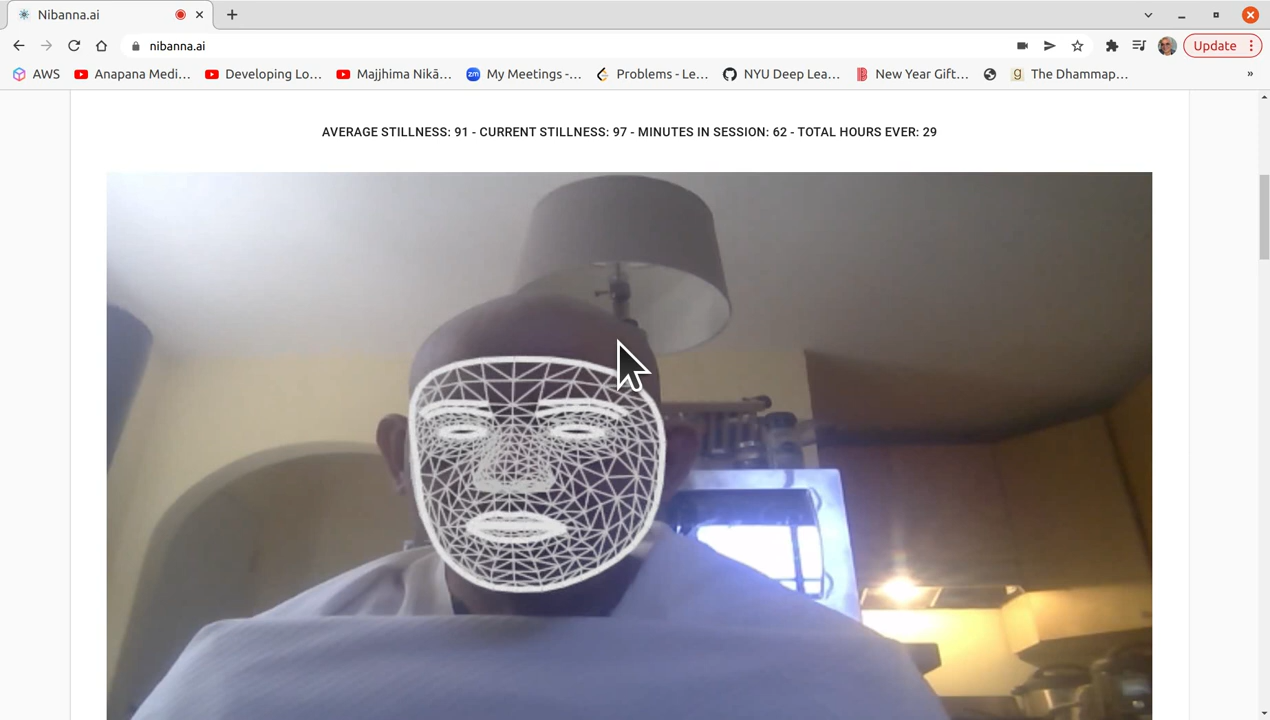 Nibanna.ai
nibanna.ai
Update
AWS Anapana Medi... Developing Lo... Majjhima Nikā... zm My Meetings -... Problems - Le... NYU Deep Lea... New Year Gift... g The Dhammap... »
AVERAGE STILLNESS: 91 - CURRENT STILLNESS: 97 - MINUTES IN SESSION: 62 - TOTAL HOURS EVER: 29